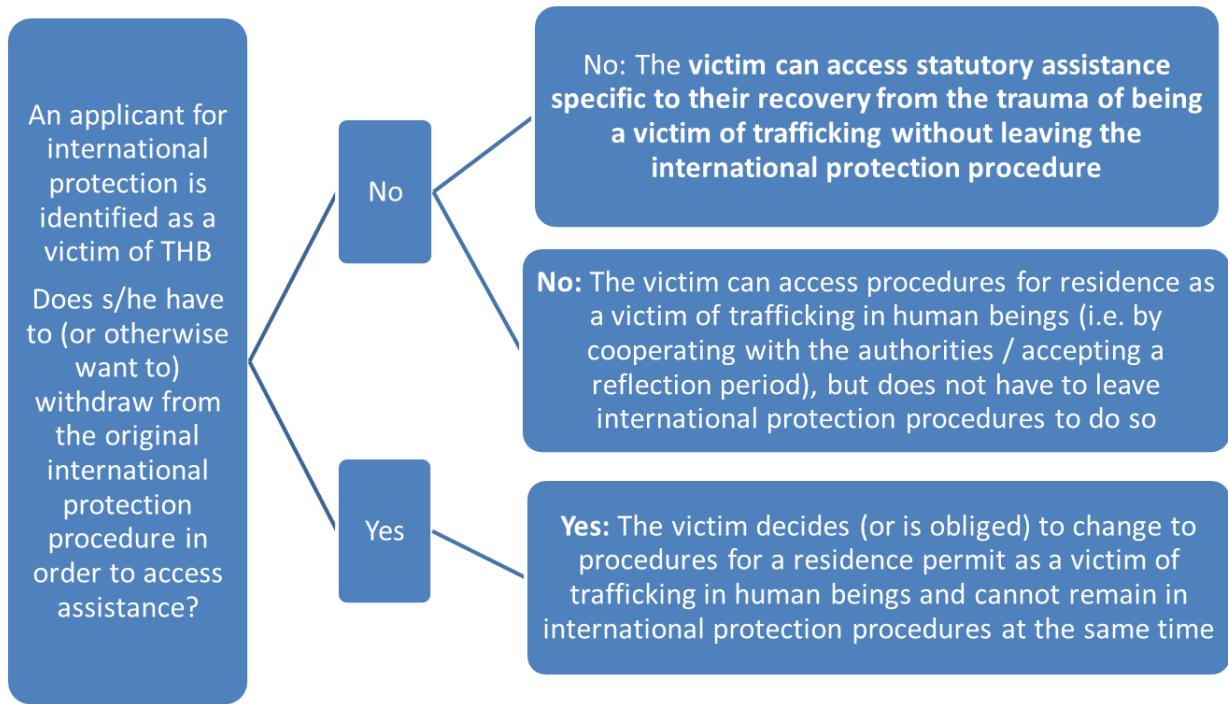 An applicant for
international
protection is
identified as a
victim of THB
Does s/he have
to (or otherwise
want to)
withdraw from
the original
international
protection
procedure in
order to access
assistance?
No
Yes
No: The victim can access statutory assistance
specific to their recovery from the trauma of being
a victim of trafficking without leaving the
international protection procedure
No: The victim can access procedures for residence as
a victim of trafficking in human beings (i.e. by
cooperating with the authorities / accepting a
reflection period), but does not have to leave
international protection procedures to do so
Yes: The victim decides (or is obliged) to change to
procedures for a residence permit as a victim of
trafficking in human beings and cannot remain in
international protection procedures at the same time